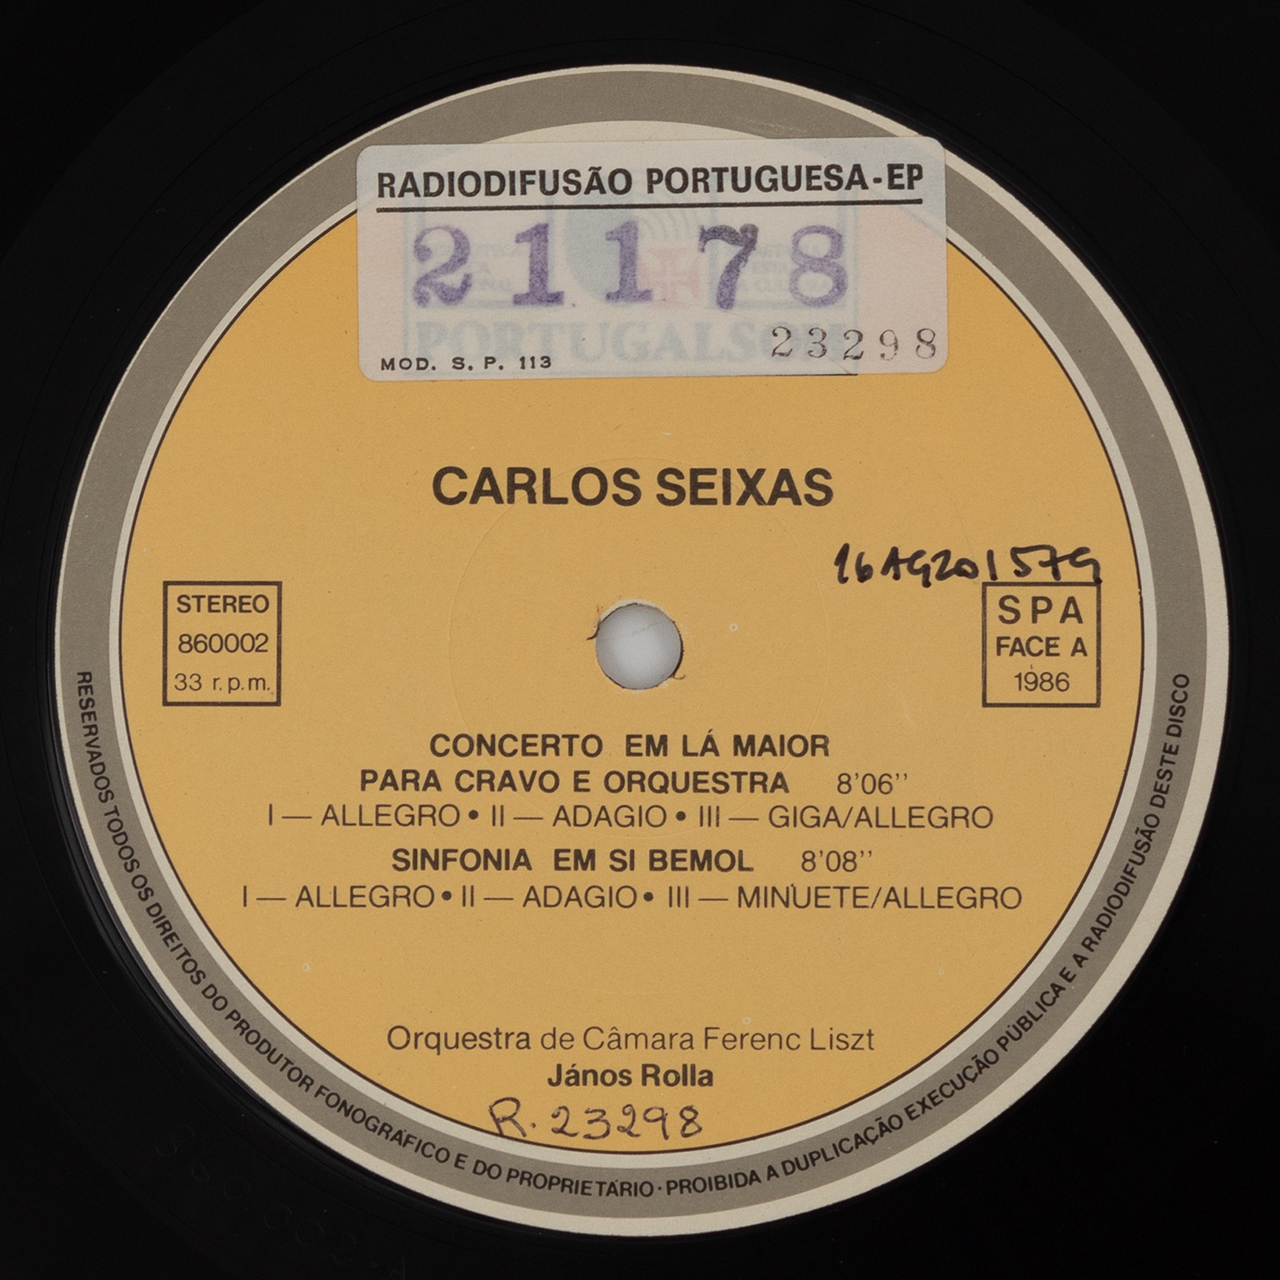 RADIODIFUSÃO PORTUGUESA-EP
21178
PORTUGALSOM
23298
MOD. S. P. 113
CARLOS SEIXAS
STEREO
860002
33 r.p.m.
SPA
FACE A
1986
CONCERTO EM LÁ MAIOR
PARA CRAVO E ORQUESTRA 8'06''
I — ALLEGRO • II — ADAGIO • III — GIGA/ALLEGRO
SINFONIA EM SI BEMOL 8'08''
I — ALLEGRO • II — ADAGIO • III — MINUETE/ALLEGRO
Orquestra de Câmara Ferenc Liszt
János Rolla
R. 23298
RESERVADOS TODOS OS DIREITOS DO PRODUTOR FONOGRÁFICO E DO PROPRIETÁRIO · PROIBIDA A DUPLICAÇÃO EXECUÇÃO PÚBLICA E A RADIODIFUSÃO DESTE DISCO